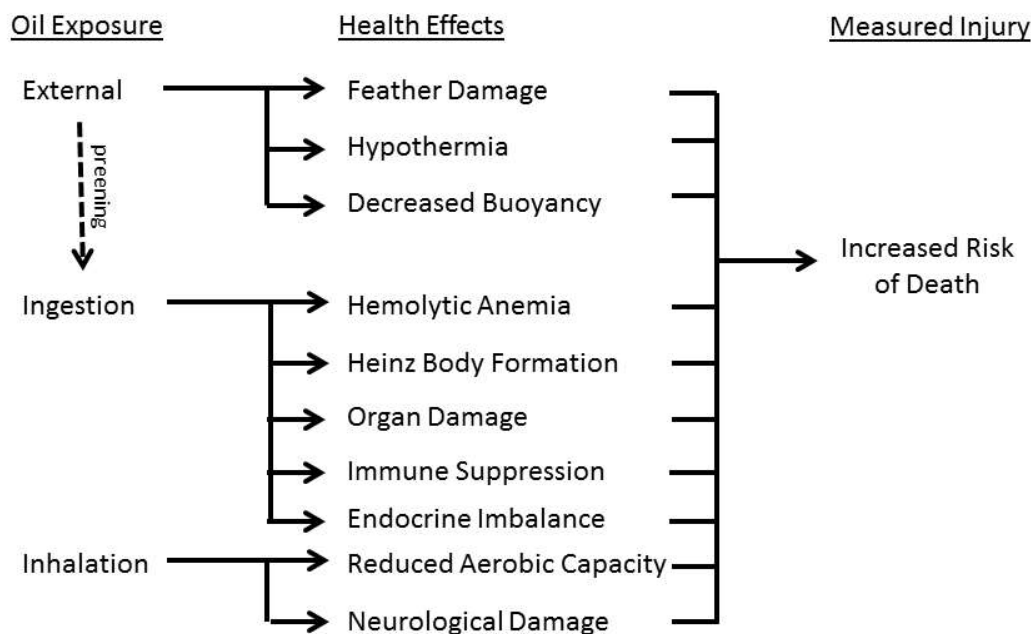 Oil Exposure
Health Effects
Measured Injury
External
preening
Feather Damage
Hypothermia
Decreased Buoyancy
Ingestion
Hemolytic Anemia
Heinz Body Formation
Organ Damage
Immune Suppression
Endocrine Imbalance
Inhalation
Reduced Aerobic Capacity
Neurological Damage
Increased Risk
of Death